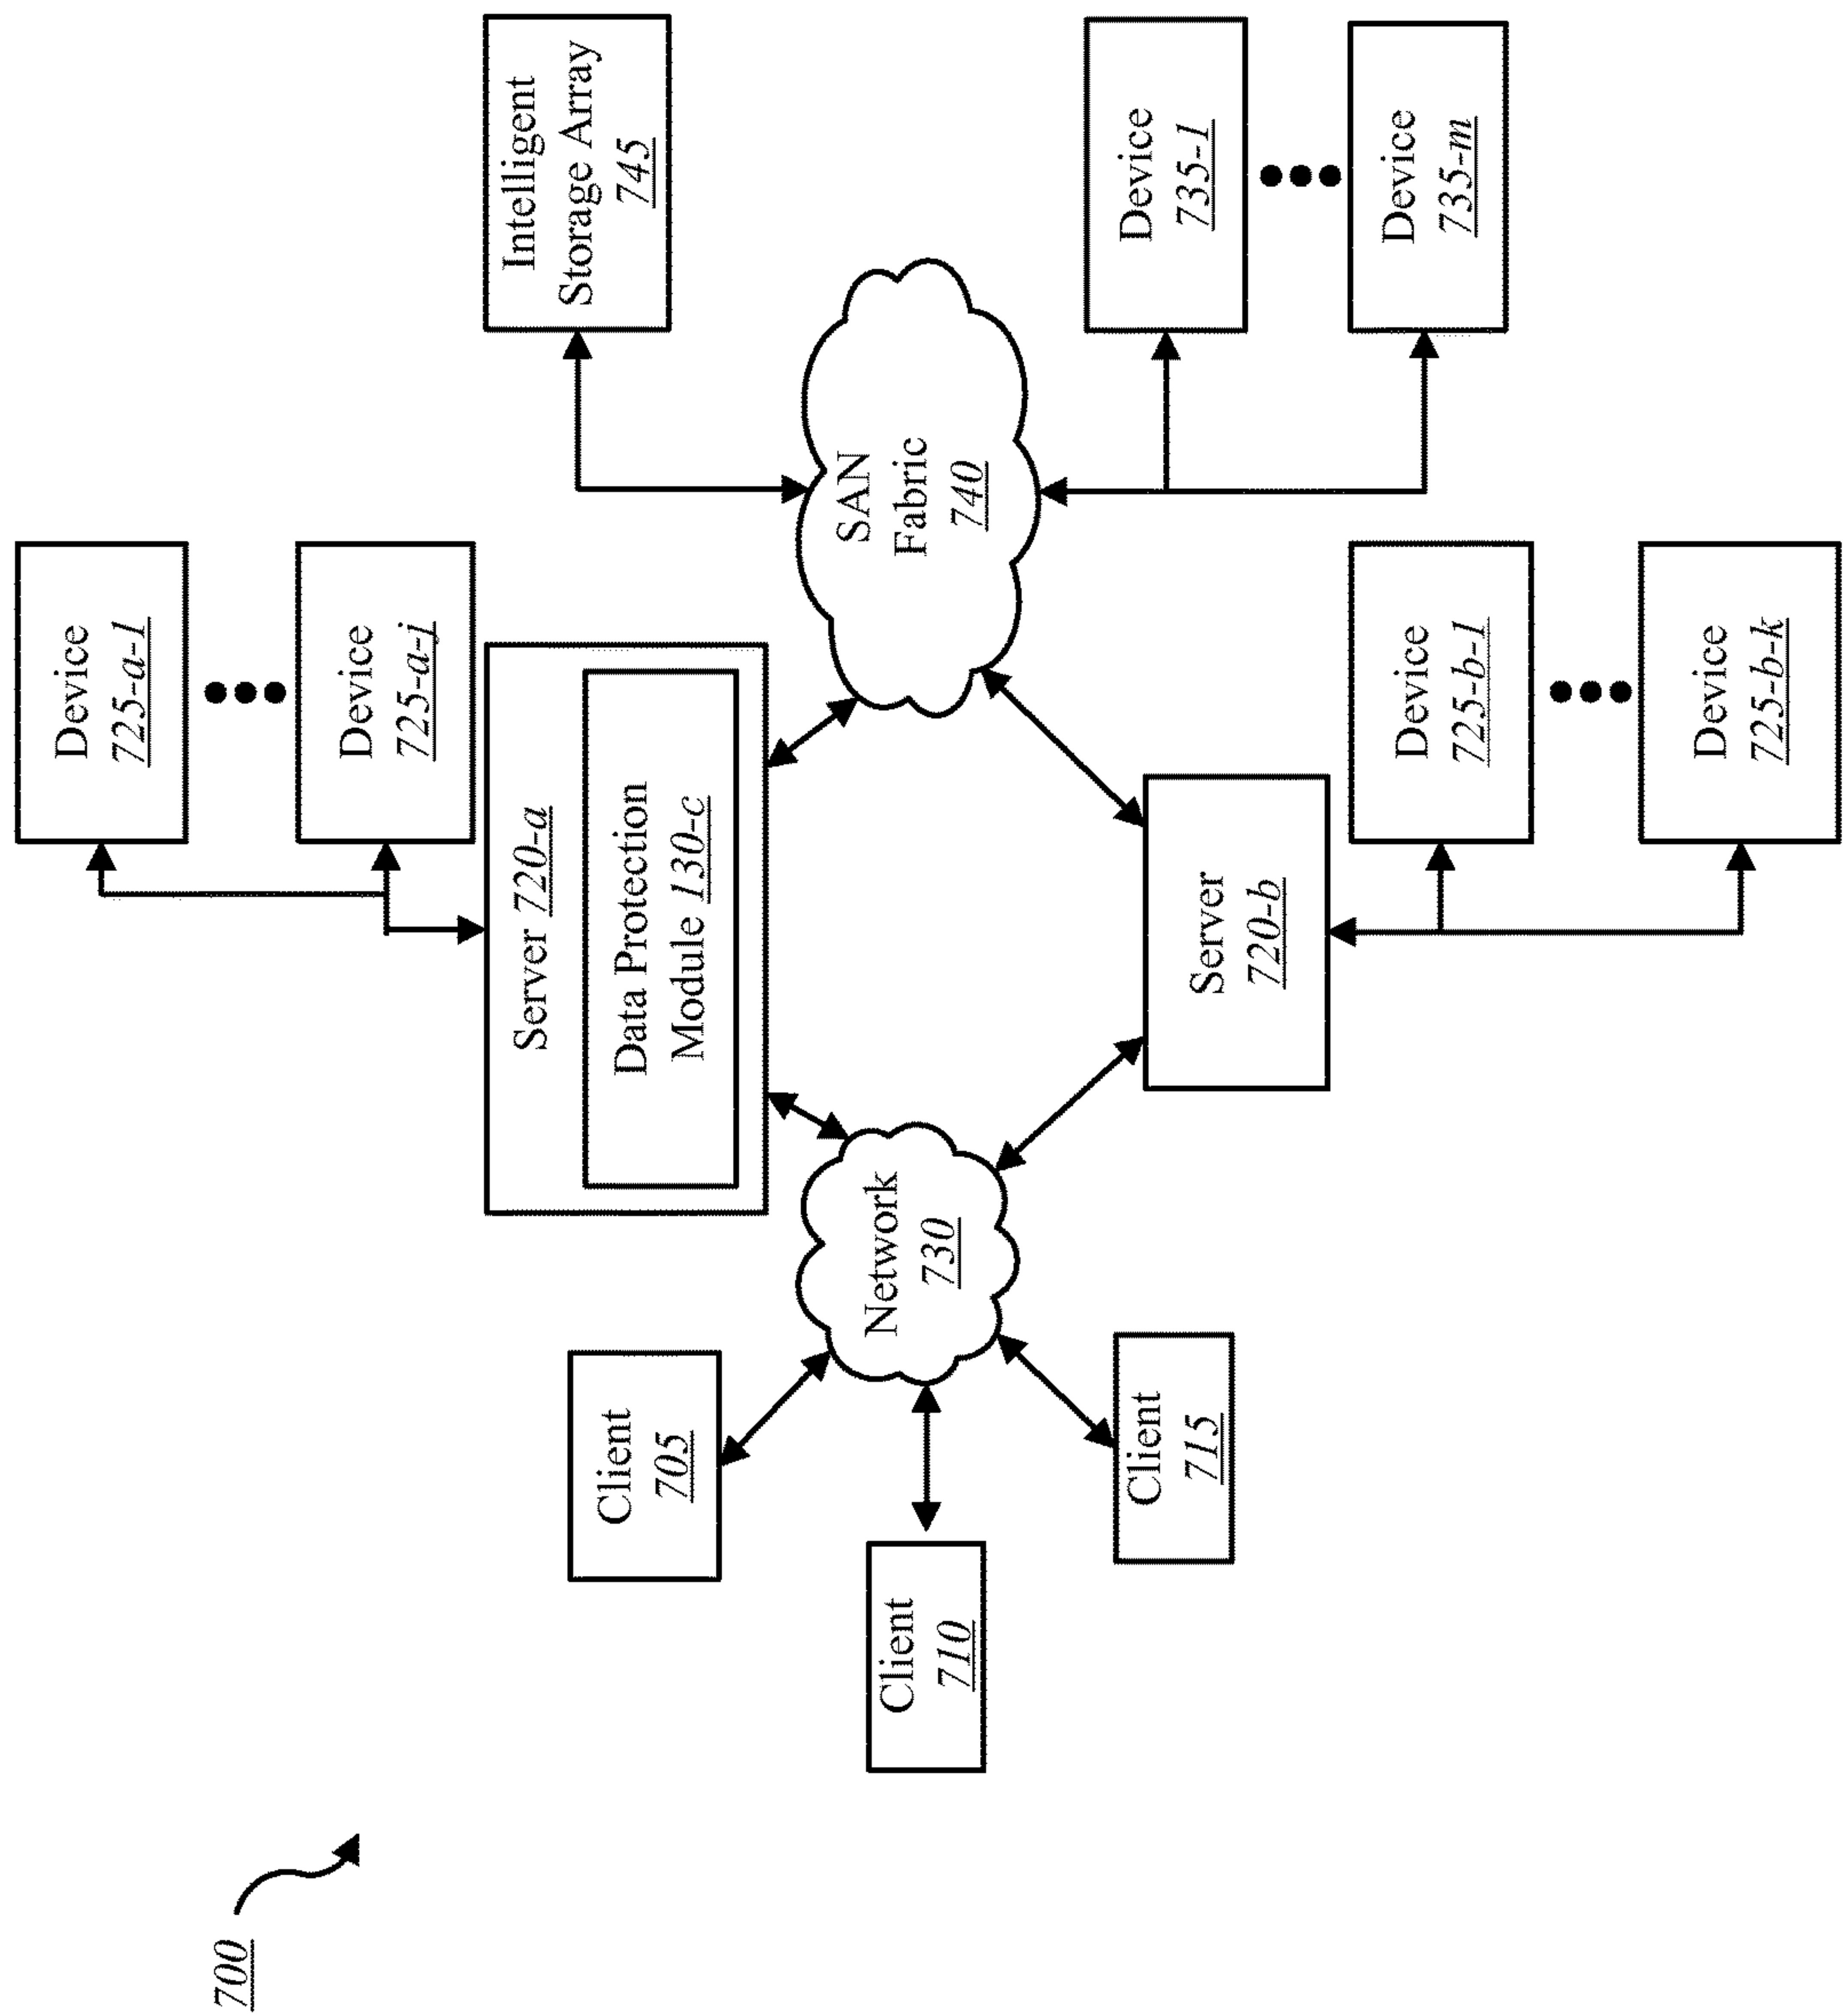 700
Device
725-a-1
Device
725-a-j
Intelligent
Storage Array
745
Server 720-a
Data Protection
Module 130-c
Client
705
Client
710
Client
715
Network
730
SAN
Fabric
740
Server
720-b
Device
735-1
Device
735-m
Device
725-b-1
Device
725-b-k